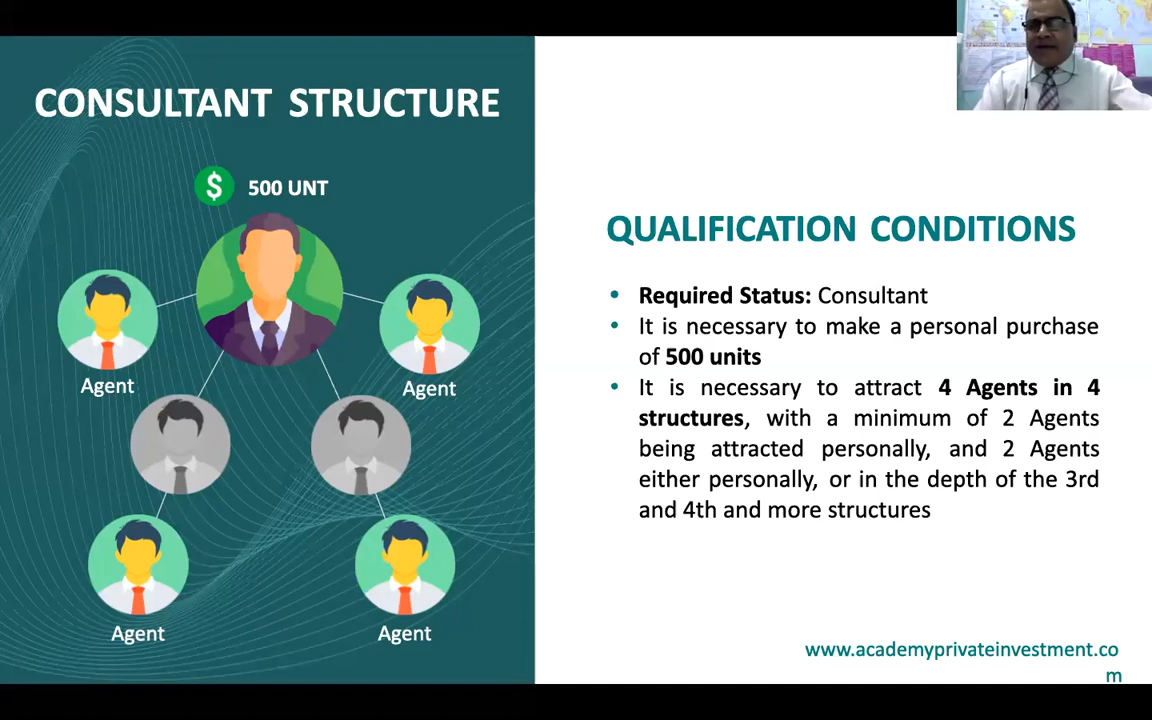 CONSULTANT STRUCTURE
500 UNT
Agent
Agent
Agent
Agent
QUALIFICATION CONDITIONS
• Required Status: Consultant
• It is necessary to make a personal purchase
of 500 units
• It is necessary to attract 4 Agents in 4
structures, with a minimum of 2 Agents
being attracted personally, and 2 Agents
either personally, or in the depth of the 3rd
and 4th and more structures
www.academyprivateinvestment.co
m